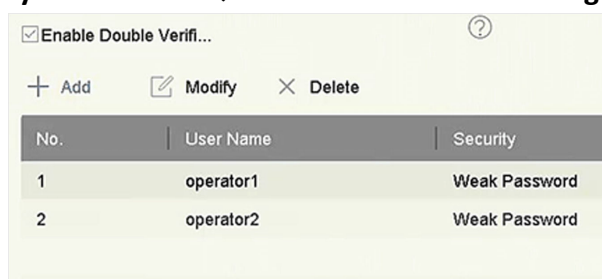 Enable Double Verifi... ?
+ Add Modify × Delete
No. User Name Security
1 operator1 Weak Password
2 operator2 Weak Password